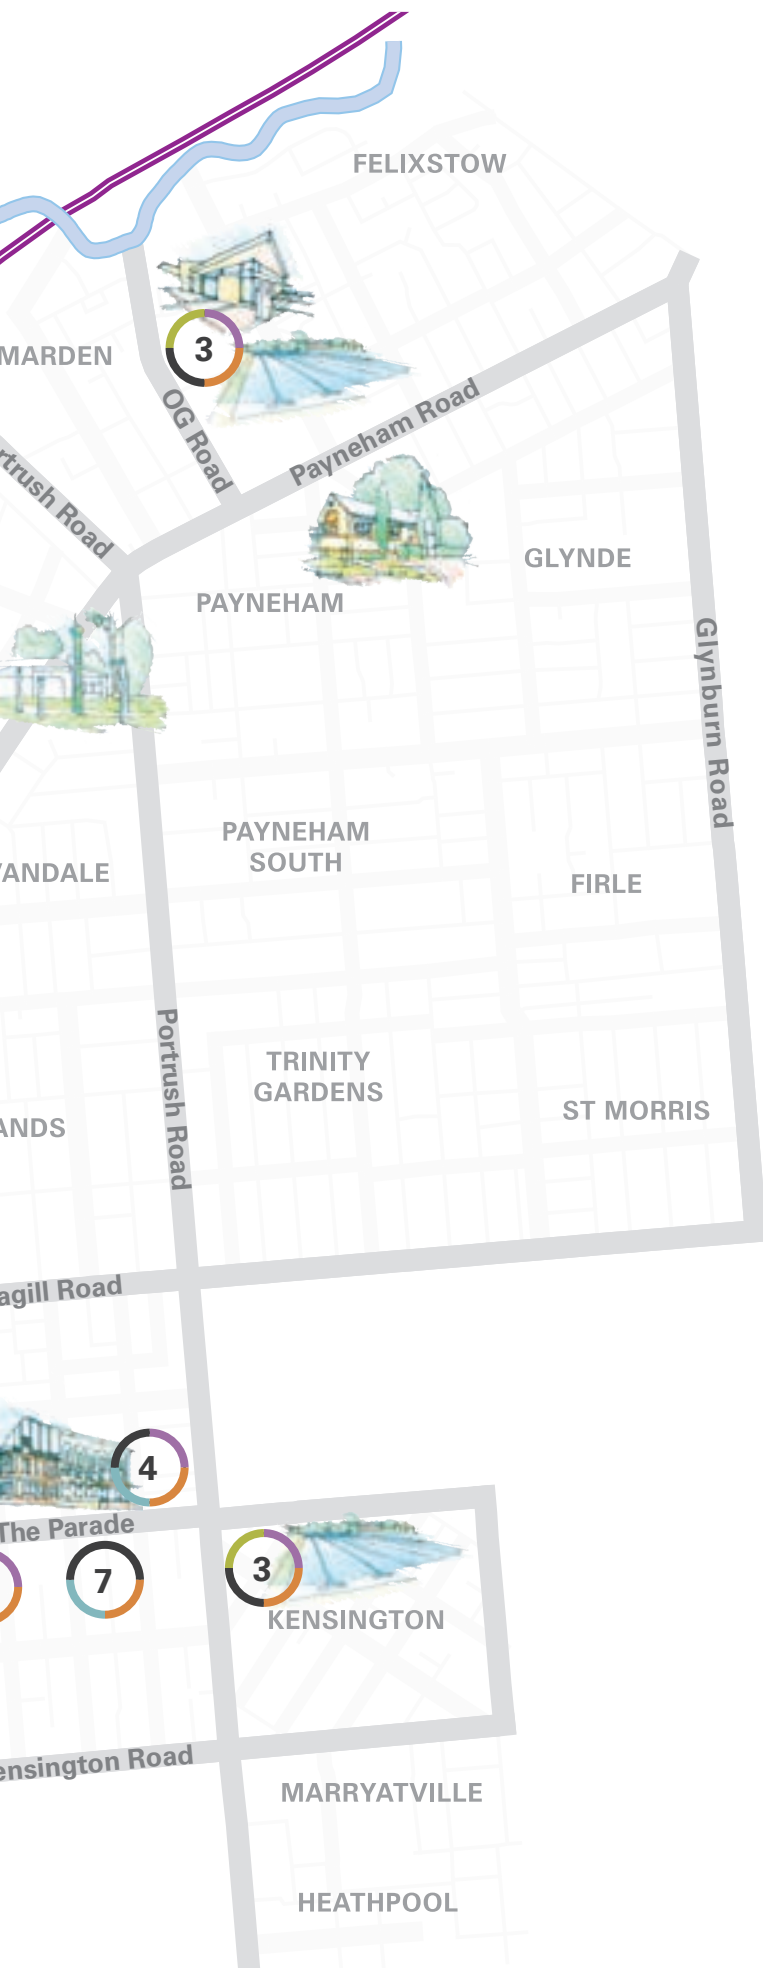 FELIXSTOW
MARDEN
3
OG Road
Payneham Road
rtrush Road
GLYNDE
PAYNEHAM
Glynburn Road
PAYNEHAM
SOUTH
YANDALE
FIRLE
Portrush Road
TRINITY
GARDENS
ANDS
ST MORRIS
agill Road
4
The Parade
7
3
KENSINGTON
ensington Road
MARRYATVILLE
HEATHPOOL